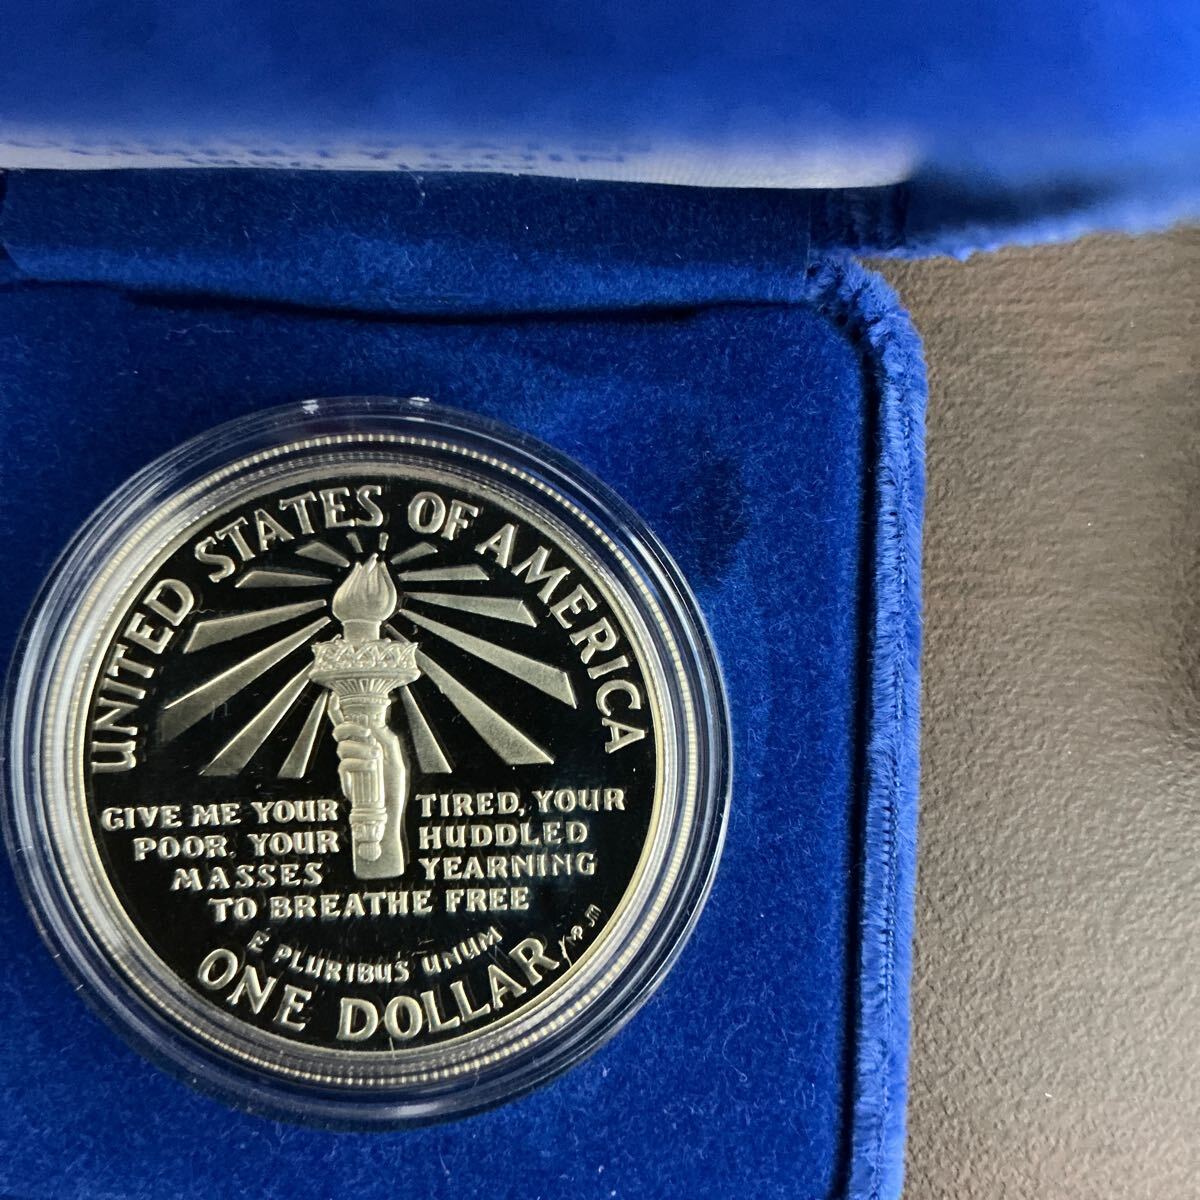 UNITED STATES OF AMERICA
GIVE ME YOUR TIRED, YOUR
POOR, YOUR HUDDLED
MASSES YEARNING
TO BREATHE FREE
E PLURIBUS UNUM
ONE DOLLAR